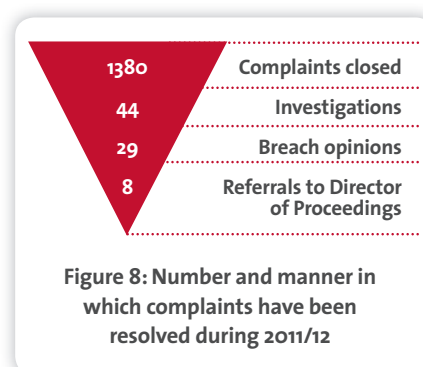 1380 Complaints closed
44 Investigations
29 Breach opinions
8 Referrals to Director
of Proceedings
Figure 8: Number and manner in
which complaints have been
resolved during 2011/12